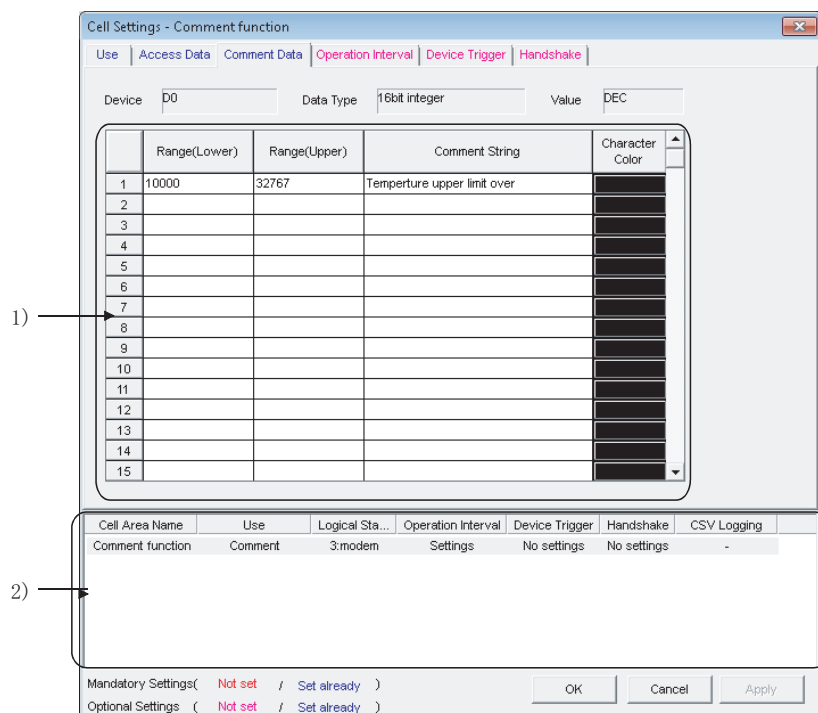 Cell Settings - Comment function
Use Access Data Comment Data Operation Interval Device Trigger Handshake
Device D0 Data Type 16bit integer Value DEC
Range(Lower) Range(Upper) Comment String Character Color
1 10000 32767 Temperture upper limit over
2
3
4
5
6
1) 7
8
9
10
11
12
13
14
15
Cell Area Name Use Logical Sta... Operation Interval Device Trigger Handshake CSV Logging
Comment function Comment 3:modem Settings No settings No settings -
2)
Mandatory Settings( Not set / Set already )
Optional Settings ( Not set / Set already )
OK Cancel Apply